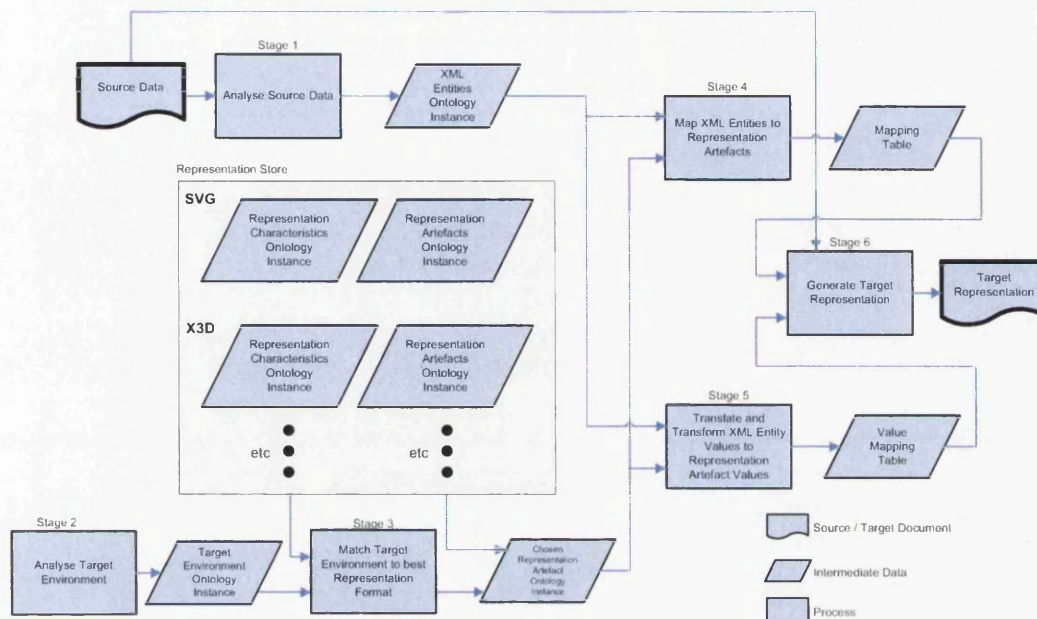 Stage 1
Source Data
Analyse Source Data
XML
Entities
Ontology
Instance
Stage 4
Map XML Entities to
Representation
Artefacts
Mapping
Table
Representation Store
SVG
Representation
Characteristics
Ontology
Instance
Representation
Artefacts
Ontology
Instance
X3D
Representation
Characteristics
Ontology
Instance
Representation
Artefacts
Ontology
Instance
etc
etc
Stage 6
Generate Target
Representation
Target
Representation
Stage 5
Translate and
Transform XML Entity
Values to
Representation
Artefact Values
Value
Mapping
Table
Stage 2
Analyse Target
Environment
Target
Environment
Ontology
Instance
Stage 3
Match Target
Environment to best
Representation
Format
Chosen
Representation
Artefact
Ontology
Instance
Source / Target Document
Intermediate Data
Process